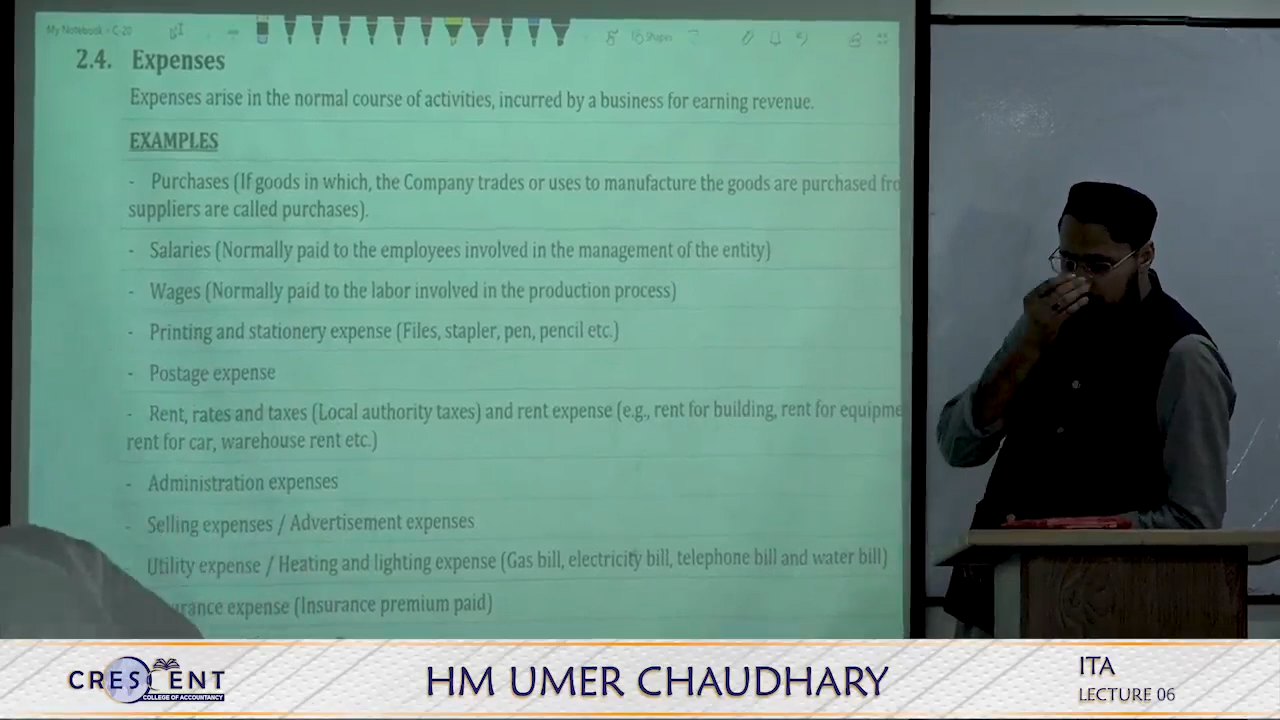 My Notebook - C-20
Shapes
2.4. Expenses
Expenses arise in the normal course of activities, incurred by a business for earning revenue.
EXAMPLES
- Purchases (If goods in which, the Company trades or uses to manufacture the goods are purchased fro
suppliers are called purchases).
- Salaries (Normally paid to the employees involved in the management of the entity)
- Wages (Normally paid to the labor involved in the production process)
- Printing and stationery expense (Files, stapler, pen, pencil etc.)
- Postage expense
- Rent, rates and taxes (Local authority taxes) and rent expense (e.g., rent for building, rent for equipme
rent for car, warehouse rent etc.)
- Administration expenses
- Selling expenses / Advertisement expenses
Utility expense / Heating and lighting expense (Gas bill, electricity bill, telephone bill and water bill)
urance expense (Insurance premium paid)
CRESCENT
COLLEGE OF ACCOUNTANCY
HM UMER CHAUDHARY
ITA
LECTURE 06